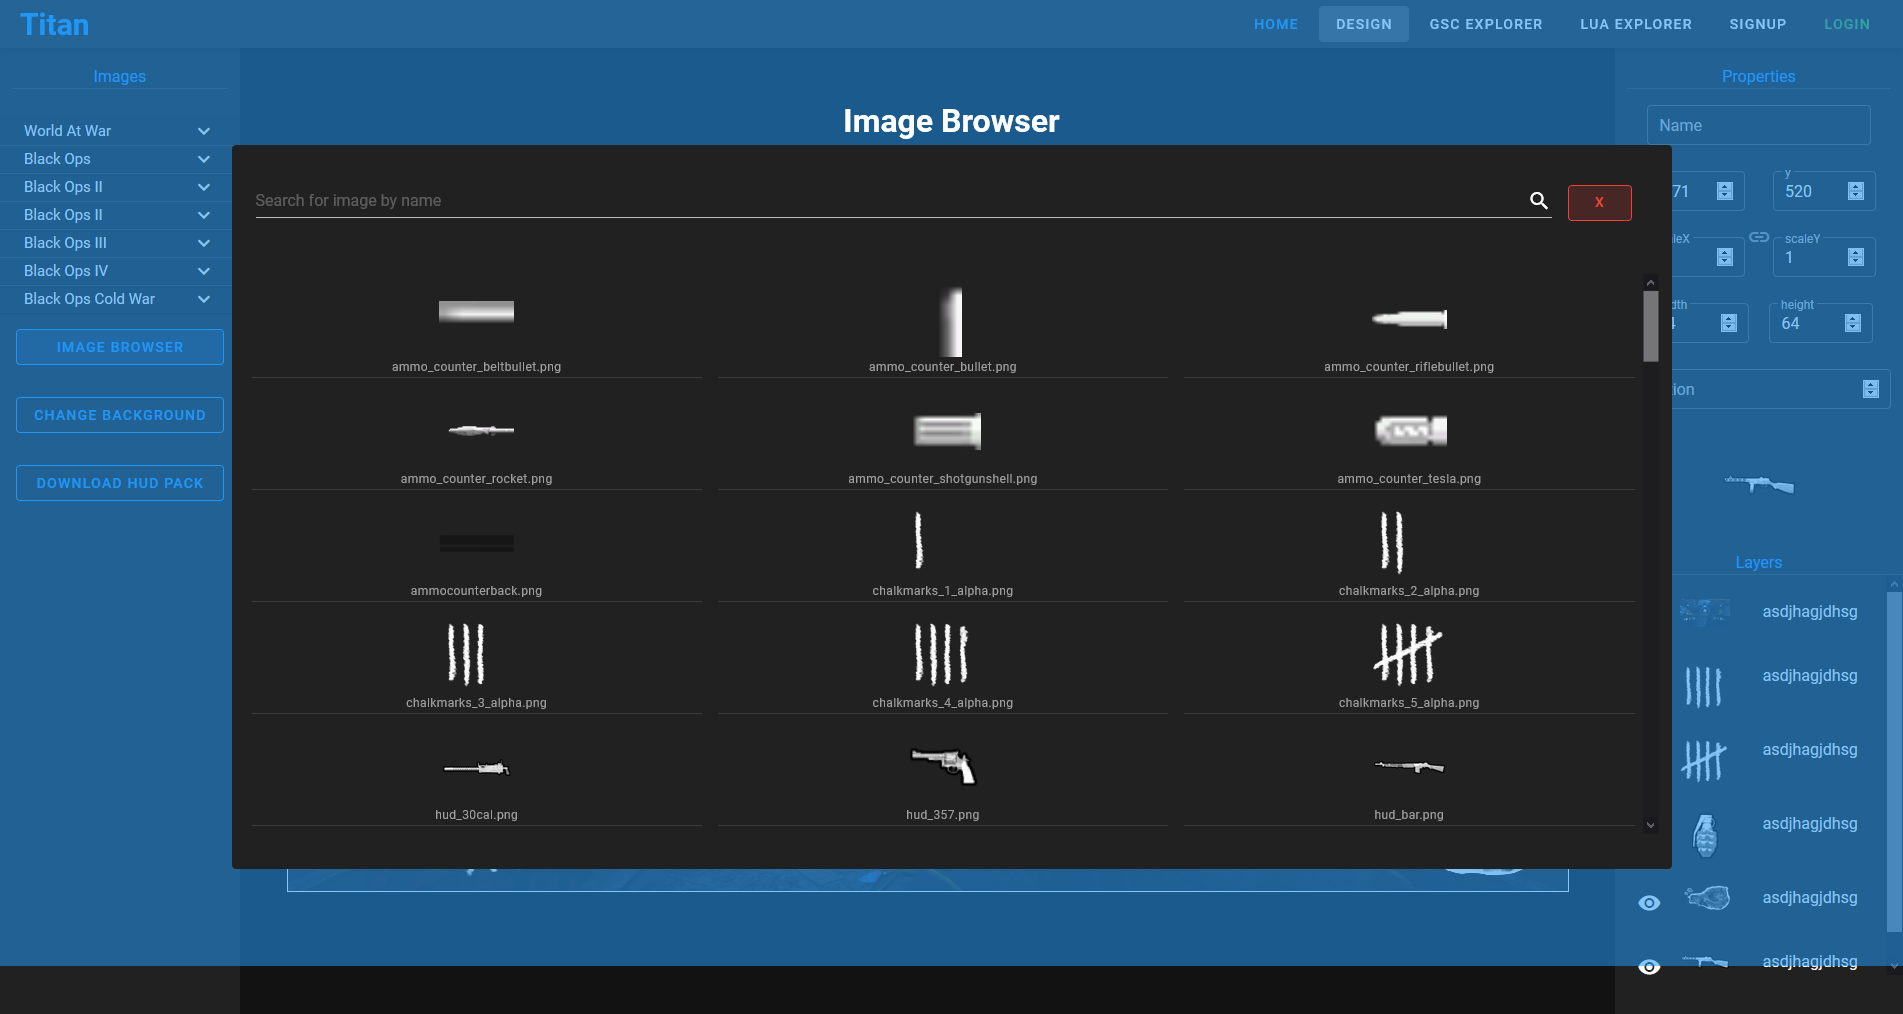 Titan
HOME DESIGN GSC EXPLORER LUA EXPLORER SIGNUP LOGIN
Images
World At War
Black Ops
Black Ops II
Black Ops II
Black Ops III
Black Ops IV
Black Ops Cold War
IMAGE BROWSER
CHANGE BACKGROUND
DOWNLOAD HUD PACK
Image Browser
Search for image by name
X
ammo_counter_beltbullet.png
ammo_counter_bullet.png
ammo_counter_riflebullet.png
ammo_counter_rocket.png
ammo_counter_shotgunshell.png
ammo_counter_tesla.png
ammocounterback.png
chalkmarks_1_alpha.png
chalkmarks_2_alpha.png
chalkmarks_3_alpha.png
chalkmarks_4_alpha.png
chalkmarks_5_alpha.png
hud_30cal.png
hud_357.png
hud_bar.png
Properties
Name
71
y
520
leX
scaleY
1
dth
height
64
ion
Layers
asdjhagjdhsg
asdjhagjdhsg
asdjhagjdhsg
asdjhagjdhsg
asdjhagjdhsg
asdjhagjdhsg